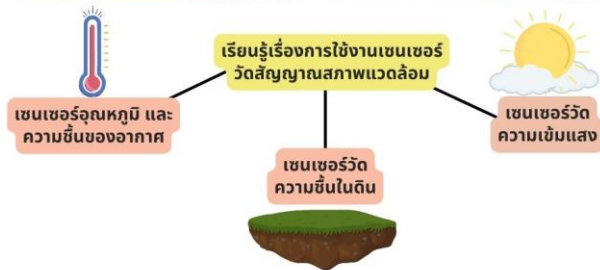 เรียนรู้เรื่องการใช้งานเซนเซอร์
วัดสัญญาณสภาพแวดล้อม
เซนเซอร์อุณหภูมิ และ
ความชื้นของอากาศ
เซนเซอร์วัด
ความชื้นในดิน
เซนเซอร์วัด
ความเข้มแสง